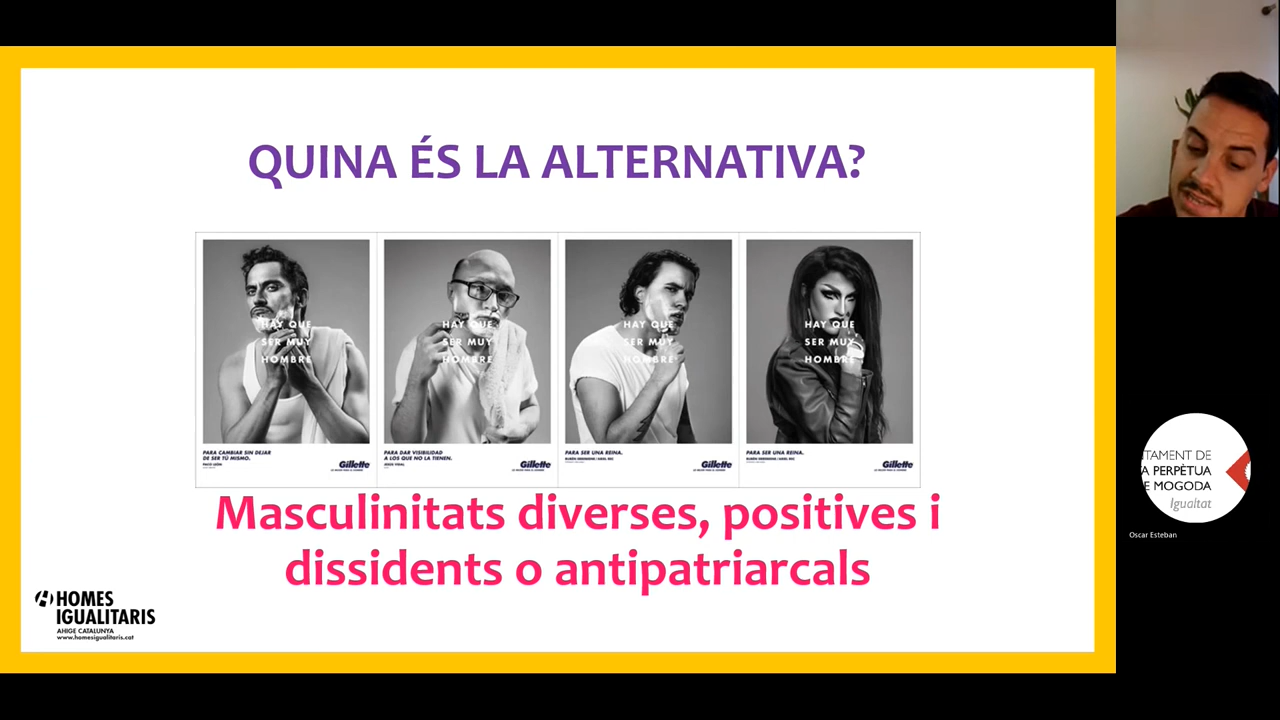 QUINA ÉS LA ALTERNATIVA?
HAY QUE
SER MUY
HOMBRE
PARA CAMBIAR SIN DEJAR
DE SER TÚ MISMO.
PACO LEÓN
Gillette
HAY QUE
SER MUY
HOMBRE
PARA DAR VISIBILIDAD
A LOS QUE NO LA TIENEN.
JESÚS VIDAL
Gillette
HAY QUE
SER MUY
HOMBRE
PARA SER UNA REINA.
Gillette
HAY QUE
SER MUY
HOMBRE
PARA SER UNA REINA.
Gillette
Masculinitats diverses, positives i
dissidents o antipatriarcals
HOMES
IGUALITARIS
AHIGE CATALUNYA
www.homesigualitaris.cat
TAMENT DE
A PERPÈTUA
E MOGODA
Igualtat
Oscar Esteban